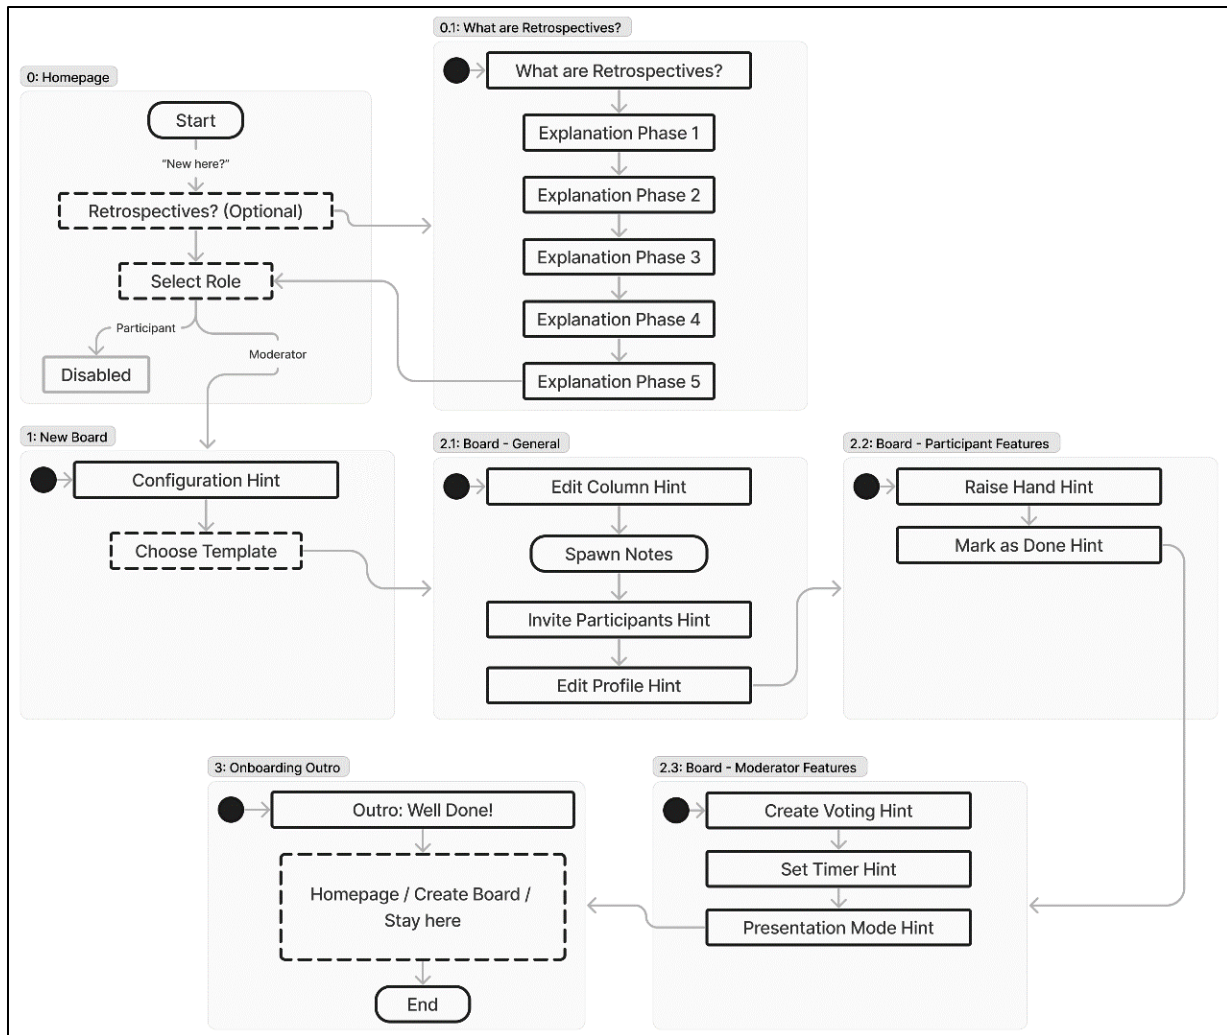 0: Homepage
Start
“New here?”
Retrospectives? (Optional)
Select Role
Participant
Moderator
Disabled
0.1: What are Retrospectives?
What are Retrospectives?
Explanation Phase 1
Explanation Phase 2
Explanation Phase 3
Explanation Phase 4
Explanation Phase 5
1: New Board
Configuration Hint
Choose Template
2.1: Board - General
Edit Column Hint
Spawn Notes
Invite Participants Hint
Edit Profile Hint
2.2: Board - Participant Features
Raise Hand Hint
Mark as Done Hint
2.3: Board - Moderator Features
Create Voting Hint
Set Timer Hint
Presentation Mode Hint
3: Onboarding Outro
Outro: Well Done!
Homepage / Create Board /
Stay here
End